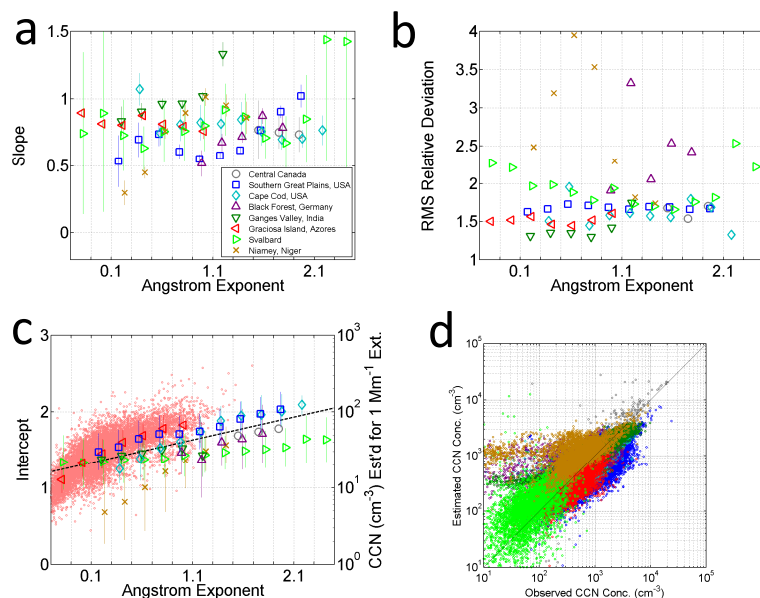 a
1.5
1
0.5
0
Slope
0.1
1.1
2.1
Angstrom Exponent
Central Canada
Southern Great Plains, USA
Cape Cod, USA
Black Forest, Germany
Ganges Valley, India
Graciosa Island, Azores
Svalbard
Niamey, Niger
b
4
3.5
3
2.5
2
1.5
1
RMS Relative Deviation
0.1
1.1
2.1
Angstrom Exponent
c
3
2
1
0
Intercept
0.1
1.1
2.1
Angstrom Exponent
10³
10²
10¹
10⁰
CCN (cm⁻³) Est'd for 1 Mm⁻¹ Ext.
d
10⁵
10⁴
10³
10²
10¹
Estimated CCN Conc. (cm⁻³)
10¹
10²
10³
10⁴
10⁵
Observed CCN Conc. (cm⁻³)